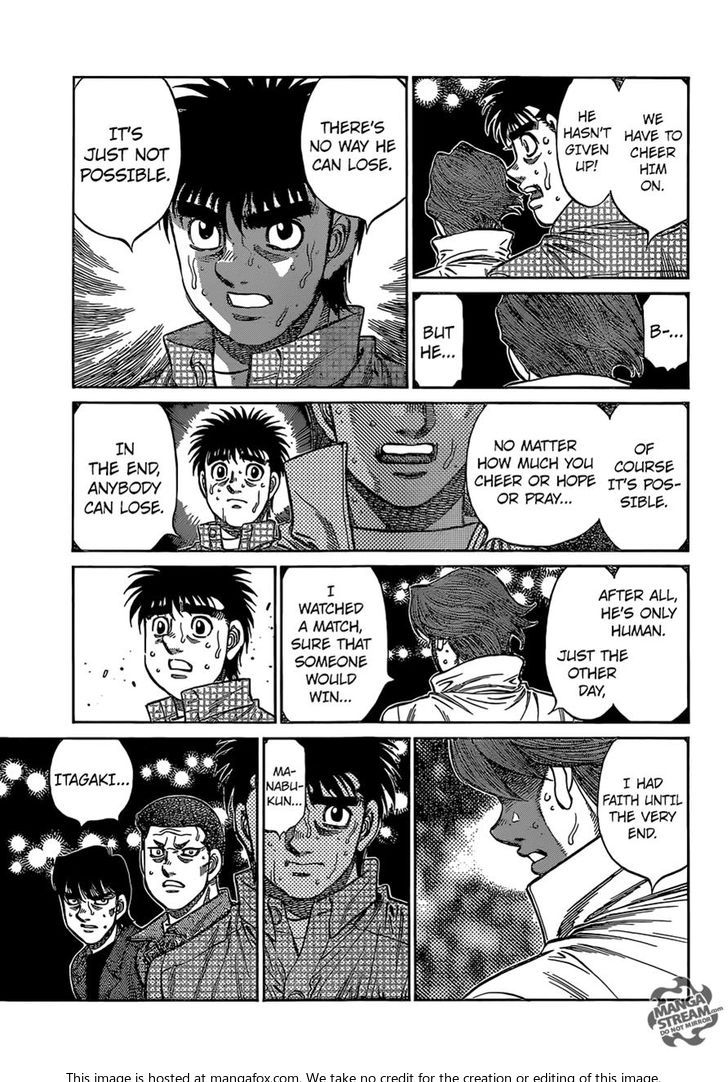 WE
HAVE TO
CHEER
HIM
ON.
HE
HASN'T
GIVEN
UP!
THERE'S
NO WAY HE
CAN LOSE.
IT'S
JUST NOT
POSSIBLE.
B-...
BUT
HE...
OF
COURSE
IT'S POS-
SIBLE.
NO MATTER
HOW MUCH YOU
CHEER OR HOPE
OR PRAY...
IN
THE END,
ANYBODY
CAN LOSE.
AFTER ALL,
HE'S ONLY
HUMAN.
JUST THE
OTHER
DAY,
I
WATCHED
A MATCH,
SURE THAT
SOMEONE
WOULD
WIN...
I HAD
FAITH UNTIL
THE VERY
END.
MA-
NABU-
KUN...
ITAGAKI...
MANGA
STREAM.com
DO NOT MIRROR
This image is hosted at mangafox.com. We take no credit for the creation or editing of this image.